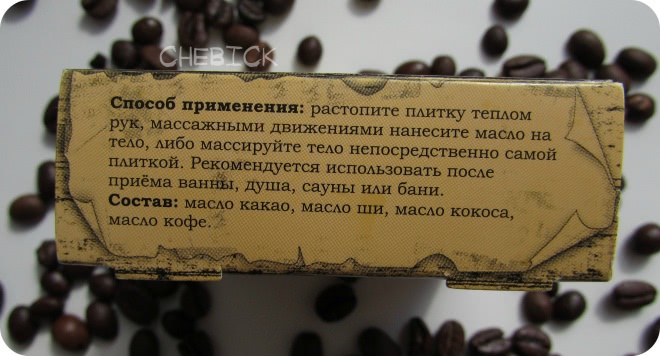 CHEBICK
Способ применения: растопите плитку теплом
рук, массажными движениями нанесите масло на
тело, либо массируйте тело непосредственно самой
плиткой. Рекомендуется использовать после
приёма ванны, душа, сауны или бани.
Состав: масло какао, масло ши, масло кокоса,
масло кофе.